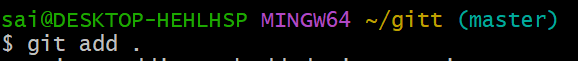 sai@DESKTOP-HEHLHSP MINGW64 ~/gitt (master)
$ git add .